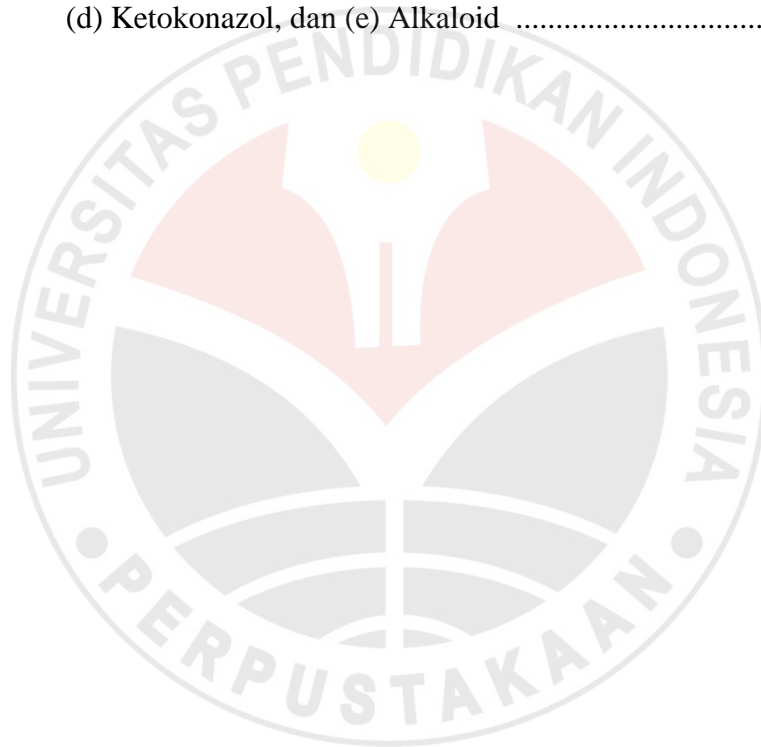 (d) Ketokonazol, dan (e) Alkaloid ..............................
UNIVERSITAS PENDIDIKAN INDONESIA
PERPUSTAKAAN